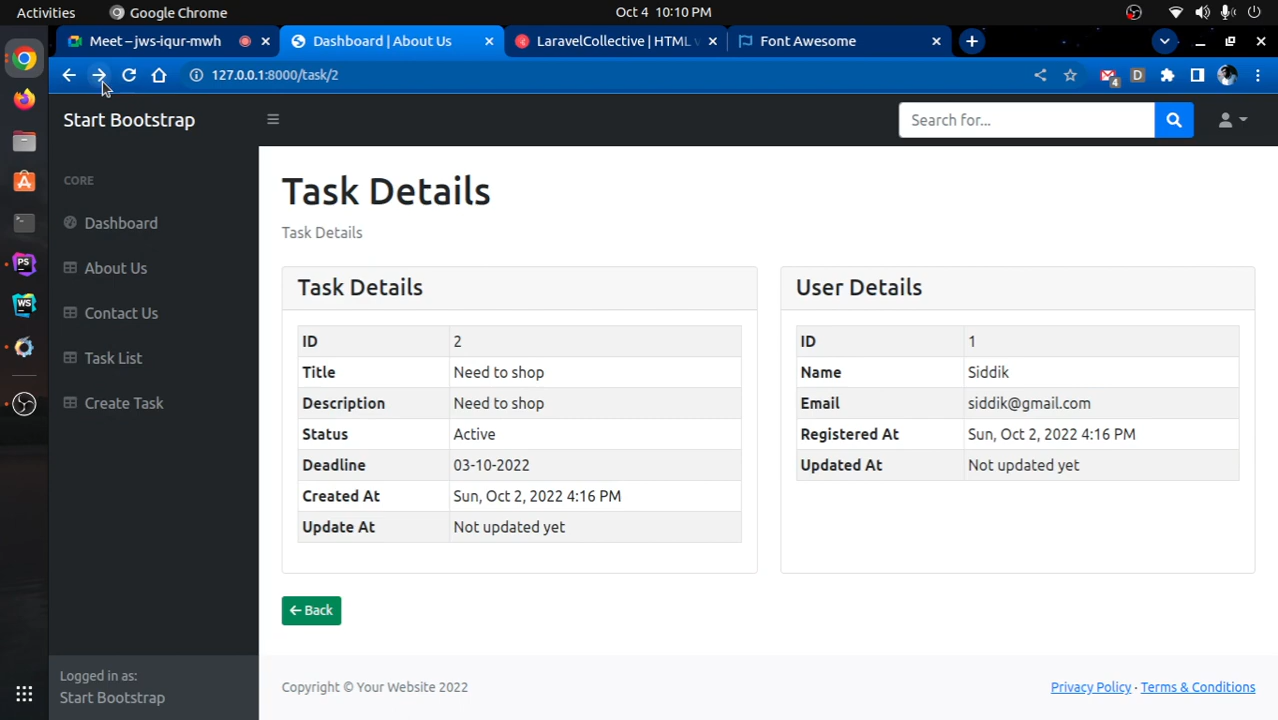 Activities
Google Chrome
Oct 4 10:10 PM
Meet – jws-iqur-mwh
Dashboard | About Us
LaravelCollective | HTML
Font Awesome
127.0.0.1:8000/task/2
4
D
Start Bootstrap
Search for...
CORE
Dashboard
About Us
Contact Us
Task List
Create Task
PS
WS
Logged in as:
Start Bootstrap
Task Details
Task Details
Task Details
ID 2
Title Need to shop
Description Need to shop
Status Active
Deadline 03-10-2022
Created At Sun, Oct 2, 2022 4:16 PM
Update At Not updated yet
User Details
ID 1
Name Siddik
Email siddik@gmail.com
Registered At Sun, Oct 2, 2022 4:16 PM
Updated At Not updated yet
Back
Copyright © Your Website 2022
Privacy Policy · Terms & Conditions